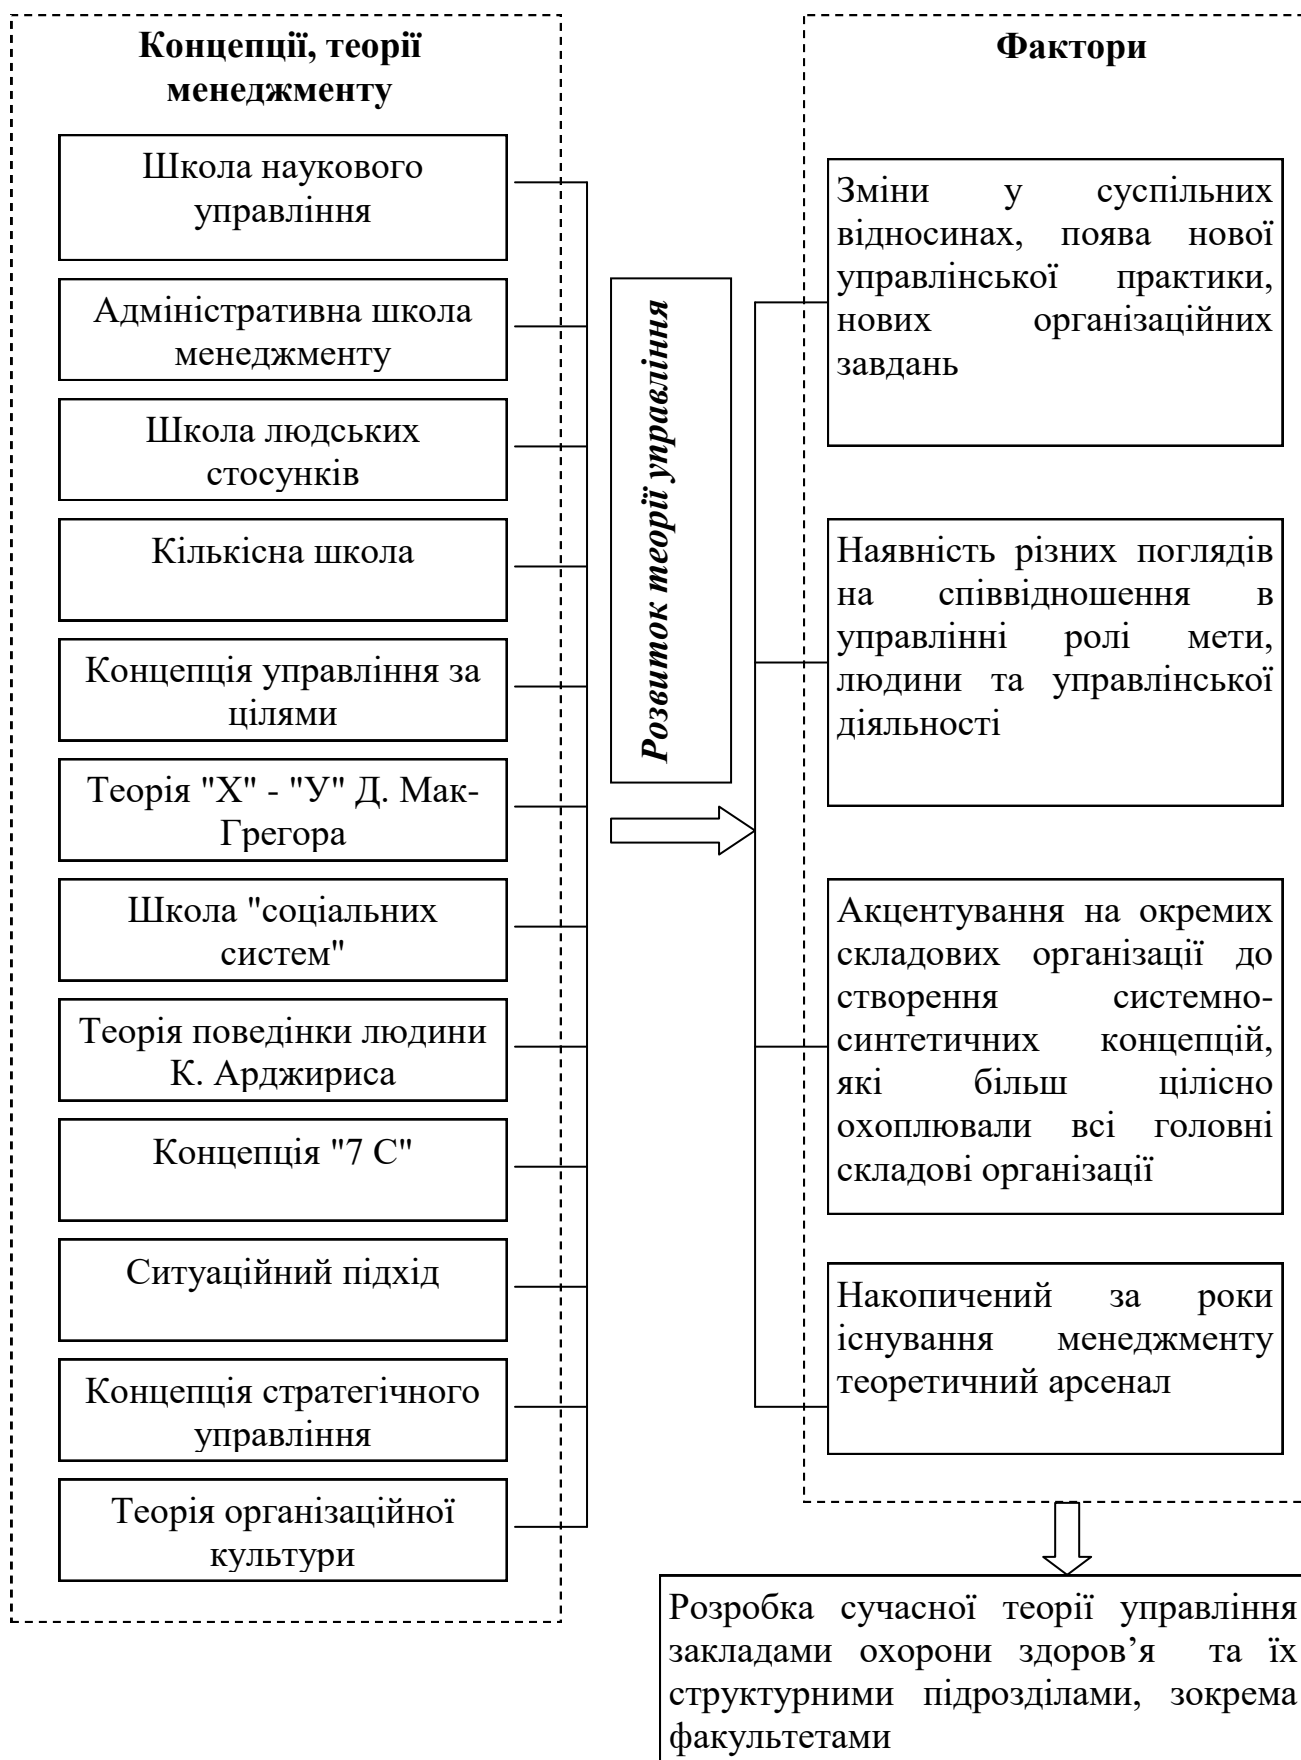 Концепції, теорії
менеджменту
Школа наукового
управління
Адміністративна школа
менеджменту
Школа людських
стосунків
Кількісна школа
Концепція управління за
цілями
Теорія "Х" - "У" Д. Мак-
Грегора
Школа "соціальних
систем"
Теорія поведінки людини
К. Арджириса
Концепція "7 С"
Ситуаційний підхід
Концепція стратегічного
управління
Теорія організаційної
культури
Розвиток теорії управління
Фактори
Зміни у суспільних
відносинах, поява нової
управлінської практики,
нових організаційних
завдань
Наявність різних поглядів
на співвідношення в
управлінні ролі мети,
людини та управлінської
діяльності
Акцентування на окремих
складових організації до
створення системно-
синтетичних концепцій,
які більш цілісно
охоплювали всі головні
складові організації
Накопичений за роки
існування менеджменту
теоретичний арсенал
Розробка сучасної теорії управління
закладами охорони здоров’я та їх
структурними підрозділами, зокрема
факультетами